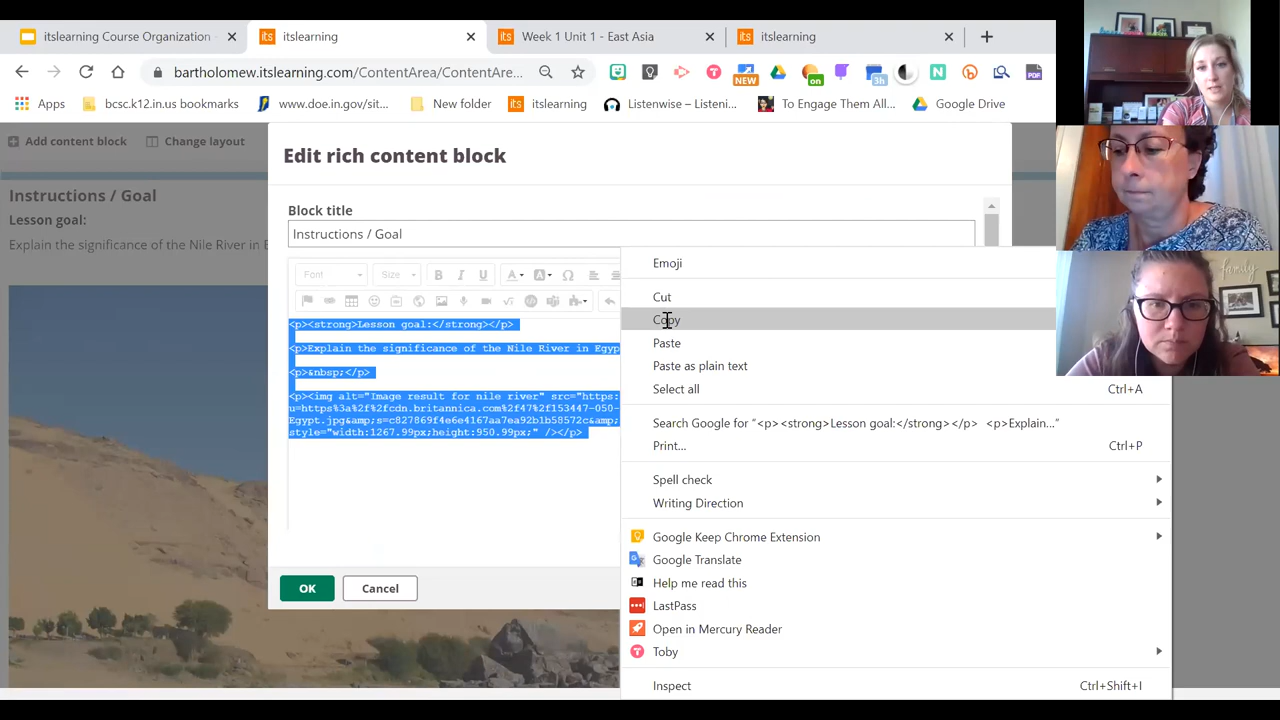 itslearning Course Organization
itslearning
Week 1 Unit 1 - East Asia
itslearning
bartholomew.itslearning.com/ContentArea/ContentAre...
NEW
on
3h
N
PDF
Apps
bcsc.k12.in.us bookmarks
www.doe.in.gov/sit...
New folder
its
itslearning
Listenwise – Listeni...
To Engage Them All...
Google Drive
Add content block
Change layout
Instructions / Goal
Lesson goal:
Explain the significance of the Nile River in E
Edit rich content block
Block title
Instructions / Goal
Font
Size
B I U
<p><strong>Lesson goal:</strong></p>
<p>Explain the significance of the Nile River in Egyp
<p>&nbsp;</p>
<p><img alt="Image result for nile river" src="https:
u=https%3a%2f%2fcdn.britannica.com%2f47%2f153447-050-
Egypt.jpg&amp;s=c827869f4e6e4167aa7ea92b1b58572c&amp;
style="width:1267.99px;height:950.99px;" /></p>
OK
Cancel
Emoji
Cut
Copy
Paste
Paste as plain text
Select all
Ctrl+A
Search Google for “<p><strong>Lesson goal:</strong></p> <p>Explain...”
Print...
Ctrl+P
Spell check
Writing Direction
Google Keep Chrome Extension
Google Translate
Help me read this
LastPass
Open in Mercury Reader
Toby
Inspect
Ctrl+Shift+I
family